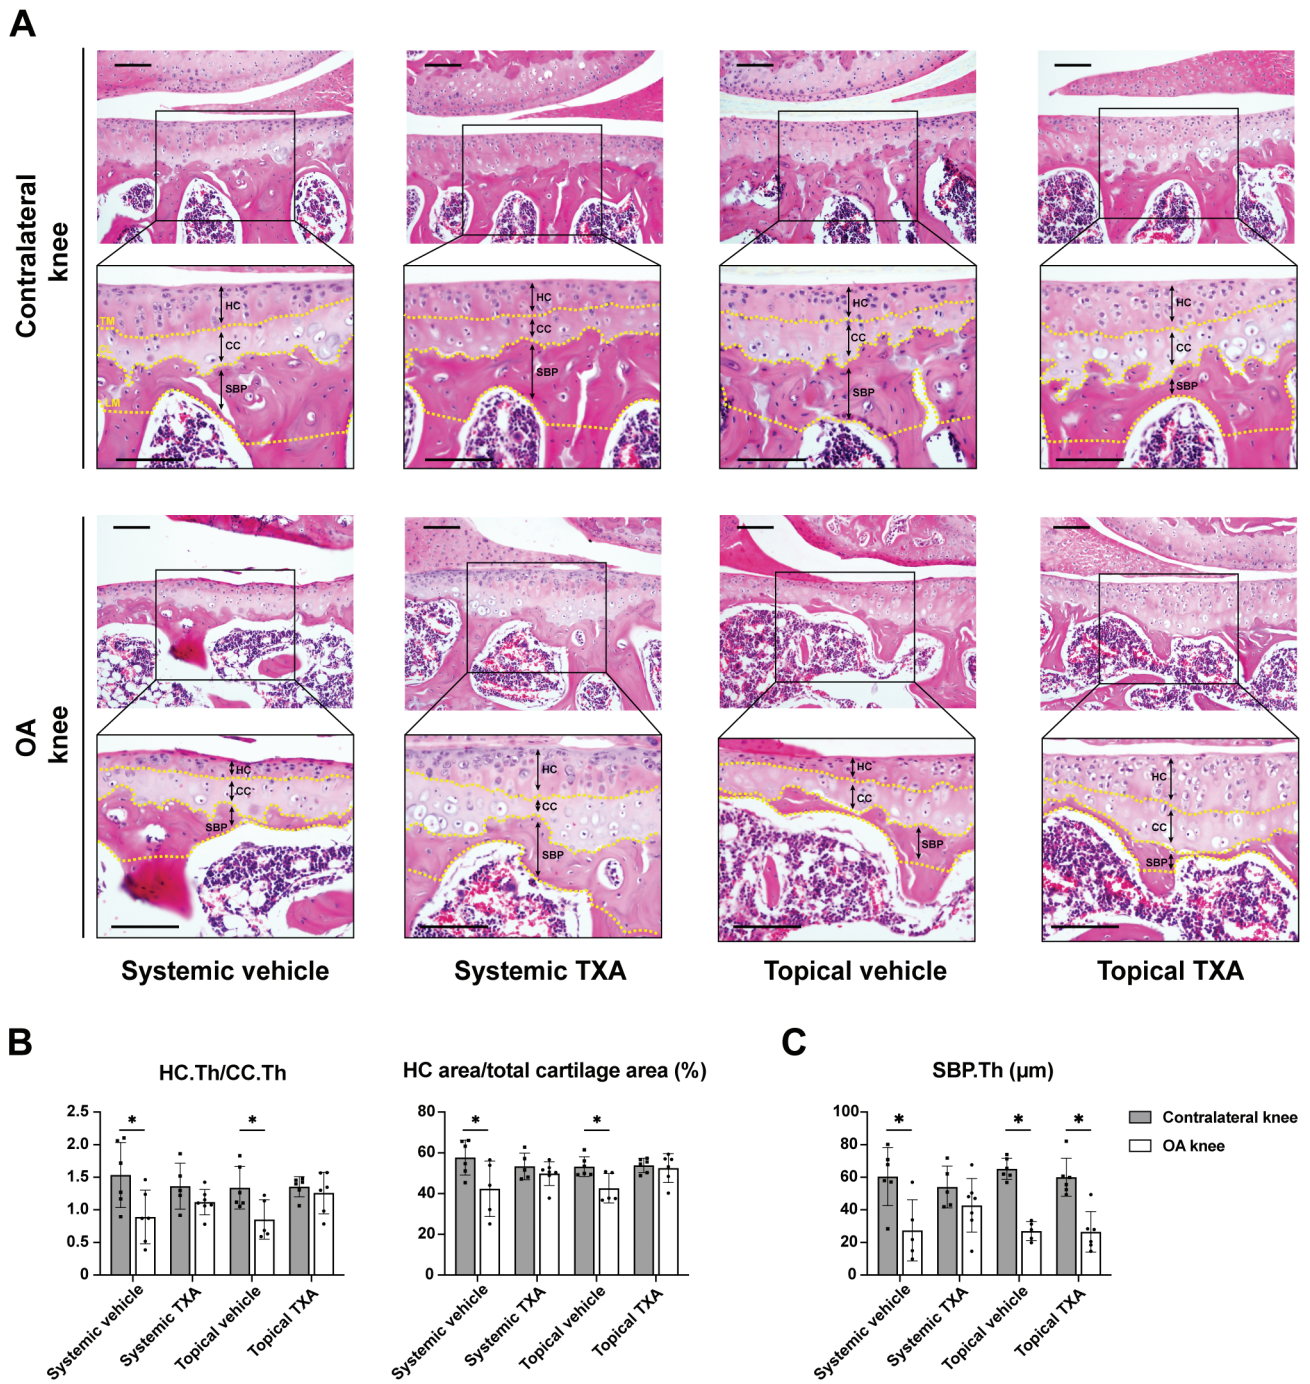 A
Contralateral
knee
HC
CC
SBP
TM
LM
HC
CC
SBP
HC
CC
SBP
HC
CC
SBP
OA
knee
HC
CC
SBP
HC
CC
SBP
HC
CC
SBP
HC
CC
SBP
Systemic vehicle
Systemic TXA
Topical vehicle
Topical TXA
B
HC.Th/CC.Th
2.5
2.0
1.5
1.0
0.5
0
*
*
Systemic vehicle
Systemic TXA
Topical vehicle
Topical TXA
HC area/total cartilage area (%)
80
60
40
20
0
*
*
Systemic vehicle
Systemic TXA
Topical vehicle
Topical TXA
C
SBP.Th (µm)
100
80
60
40
20
0
*
*
*
Systemic vehicle
Systemic TXA
Topical vehicle
Topical TXA
Contralateral knee
OA knee